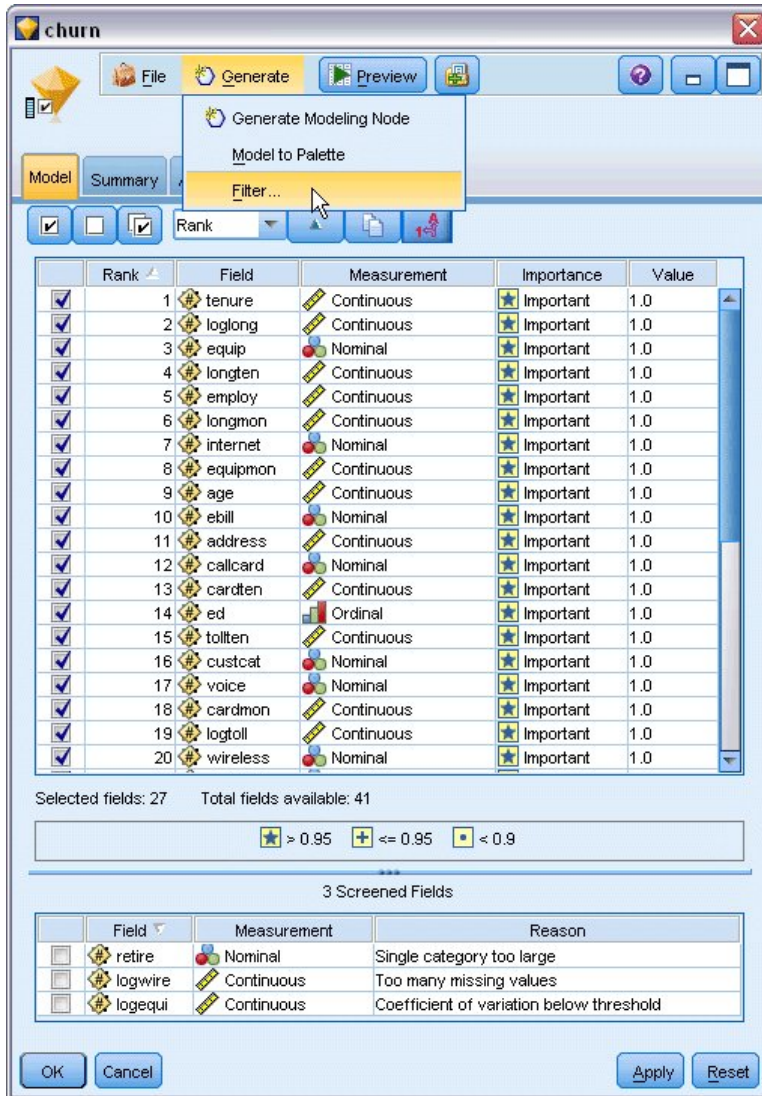 churn
File Generate Preview
Generate Modeling Node
Model to Palette
Filter...
Model Summary
Rank
Rank Field Measurement Importance Value
1 tenure Continuous Important 1.0
2 loglong Continuous Important 1.0
3 equip Nominal Important 1.0
4 longten Continuous Important 1.0
5 employ Continuous Important 1.0
6 longmon Continuous Important 1.0
7 internet Nominal Important 1.0
8 equipmon Continuous Important 1.0
9 age Continuous Important 1.0
10 ebill Nominal Important 1.0
11 address Continuous Important 1.0
12 callcard Nominal Important 1.0
13 cardten Continuous Important 1.0
14 ed Ordinal Important 1.0
15 tollten Continuous Important 1.0
16 custcat Nominal Important 1.0
17 voice Nominal Important 1.0
18 cardmon Continuous Important 1.0
19 logtoll Continuous Important 1.0
20 wireless Nominal Important 1.0
Selected fields: 27 Total fields available: 41
> 0.95 <= 0.95 < 0.9
3 Screened Fields
Field Measurement Reason
retire Nominal Single category too large
logwire Continuous Too many missing values
logequi Continuous Coefficient of variation below threshold
OK Cancel Apply Reset